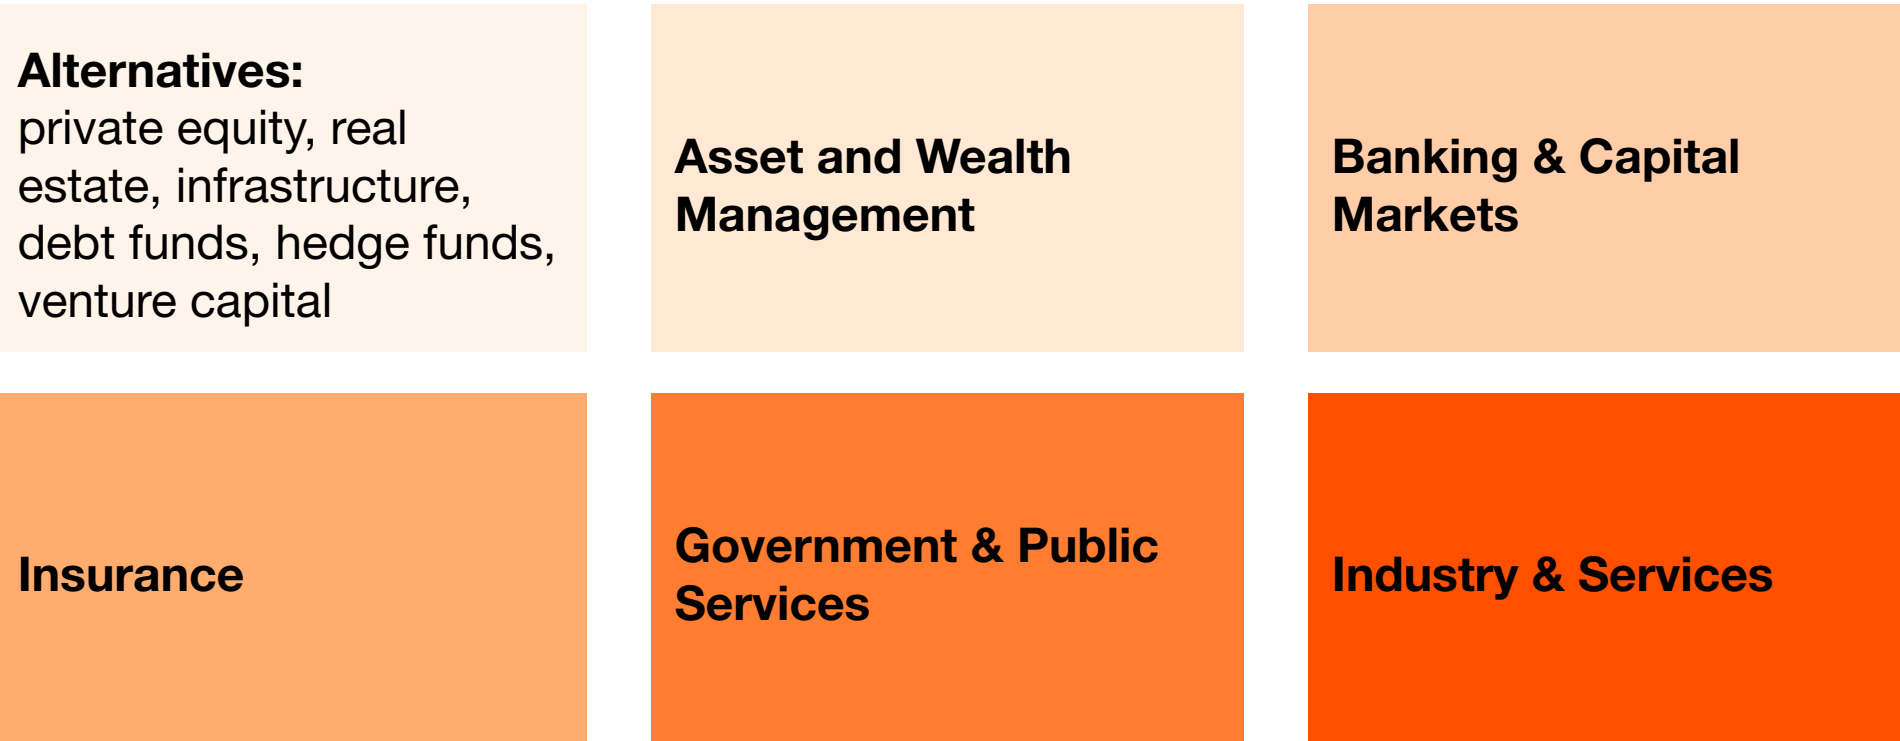 Alternatives:
private equity, real
estate, infrastructure,
debt funds, hedge funds,
venture capital
Asset and Wealth
Management
Banking & Capital
Markets
Insurance
Government & Public
Services
Industry & Services